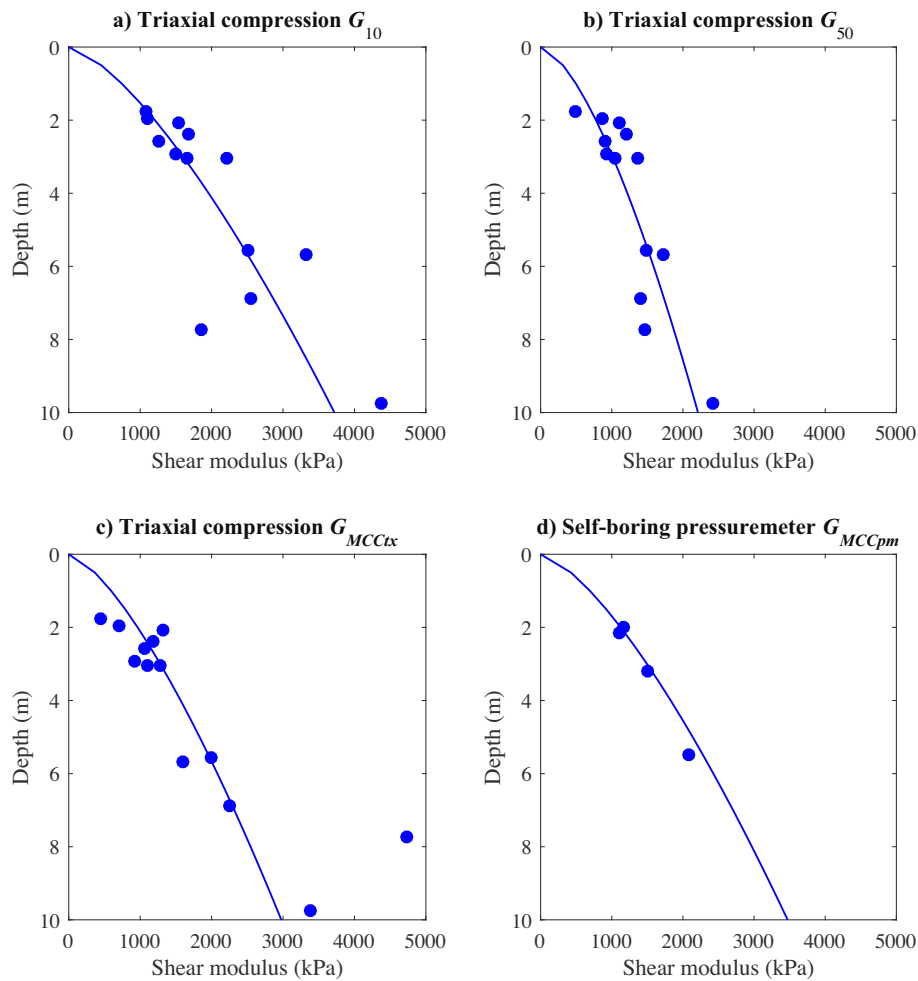 a) Triaxial compression G10
0
2
4
6
8
10
Depth (m)
0 1000 2000 3000 4000 5000
Shear modulus (kPa)
b) Triaxial compression G50
0
2
4
6
8
10
Depth (m)
0 1000 2000 3000 4000 5000
Shear modulus (kPa)
c) Triaxial compression GMCCtx
0
2
4
6
8
10
Depth (m)
0 1000 2000 3000 4000 5000
Shear modulus (kPa)
d) Self-boring pressuremeter GMCCpm
0
2
4
6
8
10
Depth (m)
0 1000 2000 3000 4000 5000
Shear modulus (kPa)